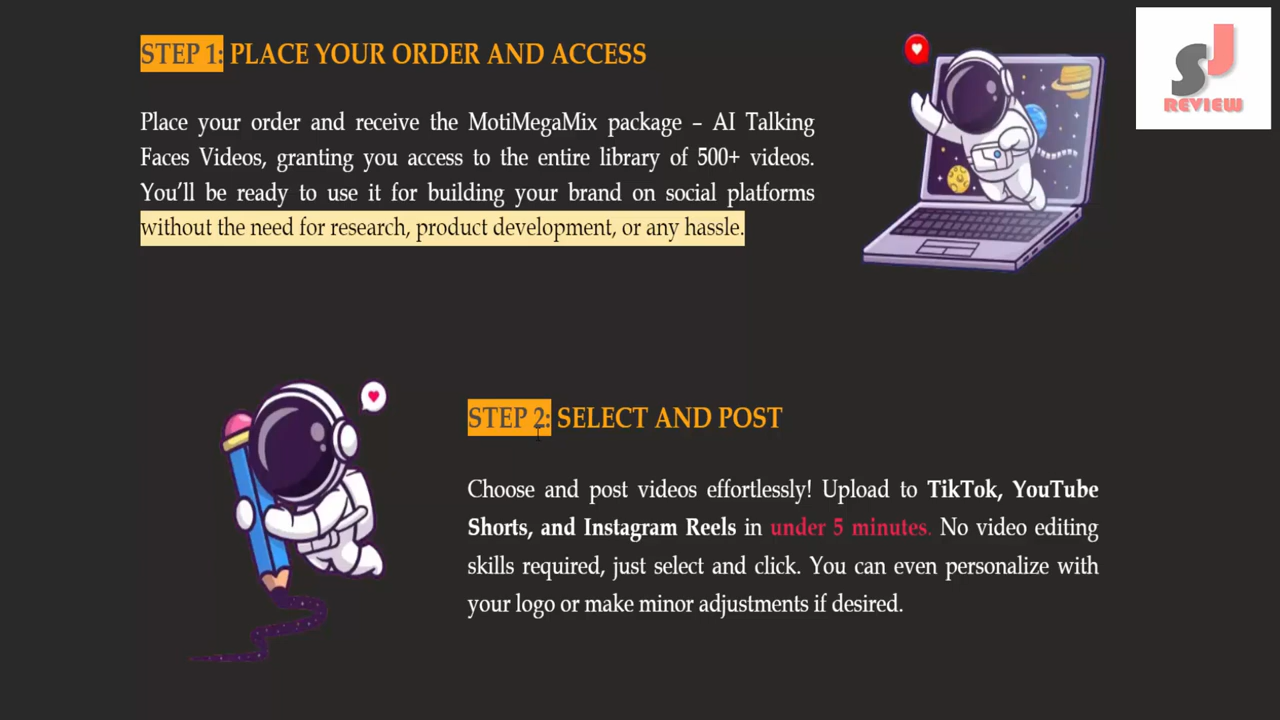 STEP 1: PLACE YOUR ORDER AND ACCESS
SJ
REVIEW
Place your order and receive the MotiMegaMix package – AI Talking
Faces Videos, granting you access to the entire library of 500+ videos.
You’ll be ready to use it for building your brand on social platforms
without the need for research, product development, or any hassle.
STEP 2: SELECT AND POST
Choose and post videos effortlessly! Upload to TikTok, YouTube
Shorts, and Instagram Reels in under 5 minutes. No video editing
skills required, just select and click. You can even personalize with
your logo or make minor adjustments if desired.